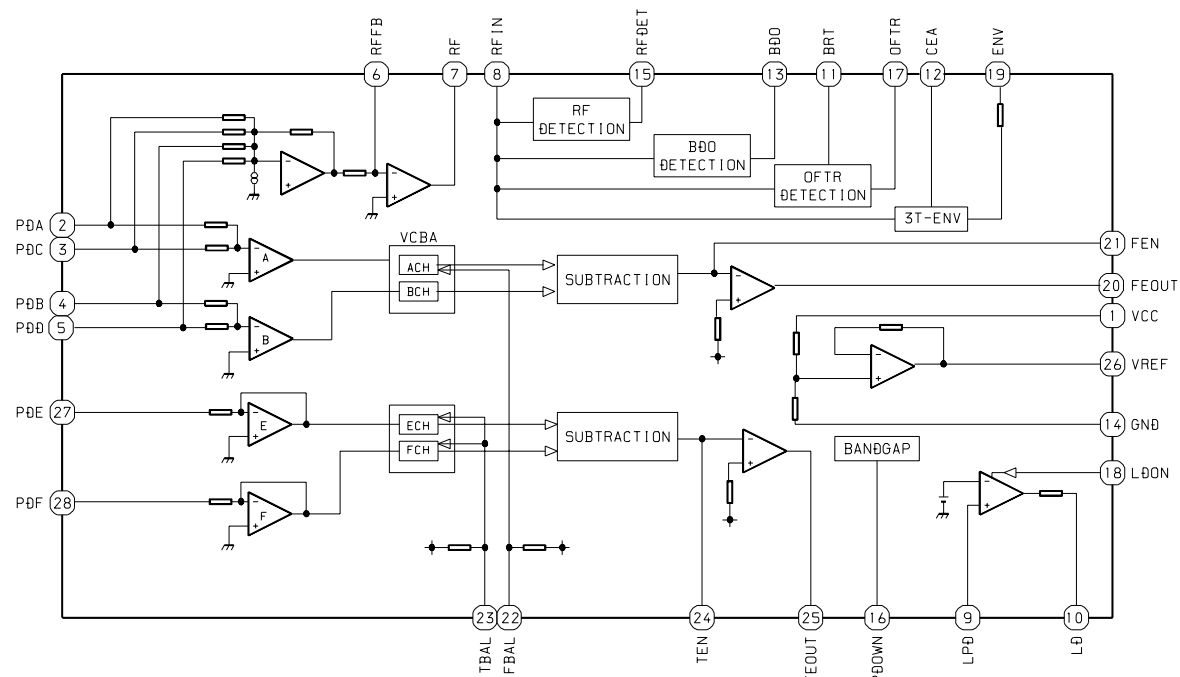 RFFB
RF
RFIN
RFDET
BDO
BRT
OFTR
CEA
ENV
6
7
8
15
13
11
17
12
19
RF
DETECTION
BDO
DETECTION
OFTR
DETECTION
3T-ENV
PDA 2
PDC 3
PDB 4
PDD 5
PDE 27
PDF 28
-
+
-
+
-
+
A
-
+
B
-
+
E
-
+
F
VCBA
ACH
BCH
ECH
FCH
SUBTRACTION
SUBTRACTION
-
+
-
+
-
+
-
+
BANDGAP
21 FEN
20 FEOUT
1 VCC
26 VREF
14 GND
18 LDON
23
22
24
25
16
9
10
TBAL
FBAL
TEN
LPD
LD